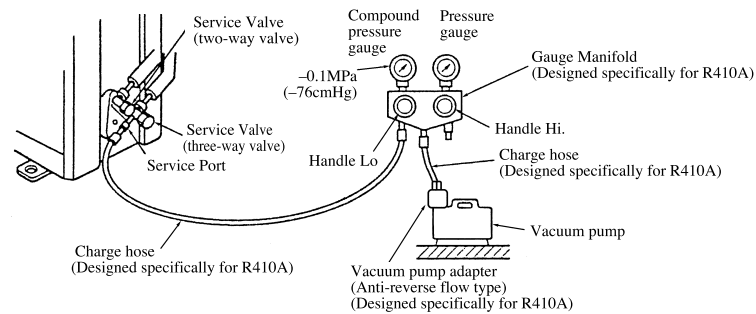 Service Valve
(two-way valve)
Compound
pressure
gauge
Pressure
gauge
–0.1MPa
(–76cmHg)
Gauge Manifold
(Designed specifically for R410A)
Service Valve
(three-way valve)
Service Port
Handle Lo
Handle Hi.
Charge hose
(Designed specifically for R410A)
Vacuum pump
Charge hose
(Designed specifically for R410A)
Vacuum pump adapter
(Anti-reverse flow type)
(Designed specifically for R410A)